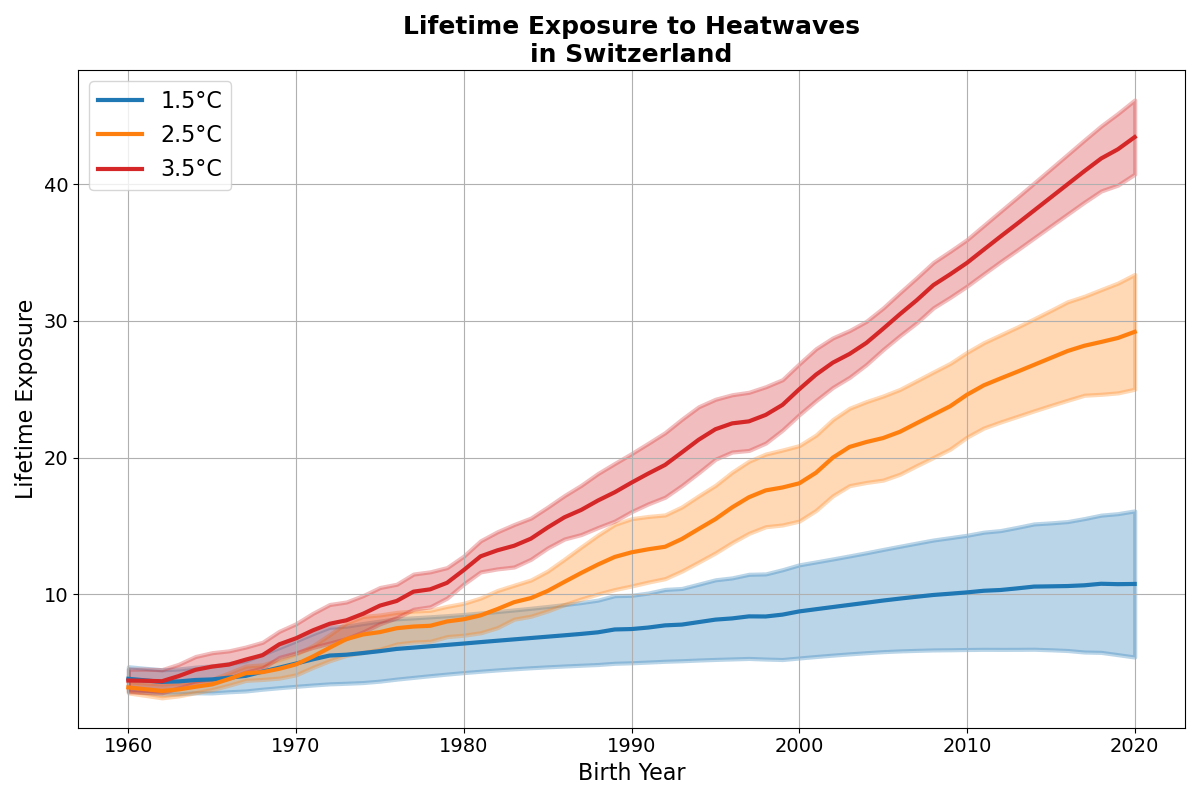 Lifetime Exposure to Heatwaves
in Switzerland
1.5°C
2.5°C
3.5°C
Lifetime Exposure
40
30
20
10
1960 1970 1980 1990 2000 2010 2020
Birth Year